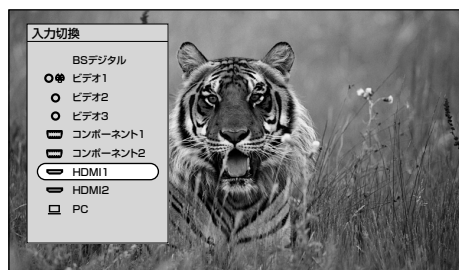 入力切換
BSデジタル
ビデオ1
ビデオ2
ビデオ3
コンポーネント1
コンポーネント2
HDMI1
HDMI2
PC